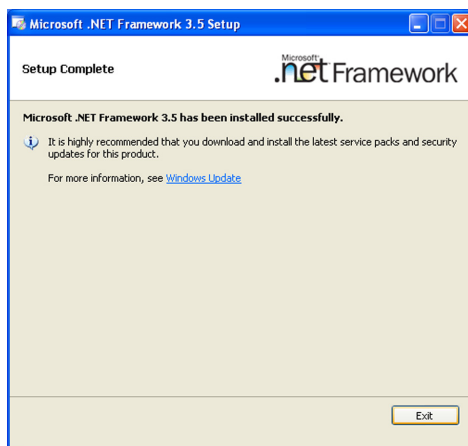 Microsoft .NET Framework 3.5 Setup
Setup Complete
Microsoft
.net Framework
Microsoft .NET Framework 3.5 has been installed successfully.
It is highly recommended that you download and install the latest service packs and security
updates for this product.
For more information, see Windows Update
Exit